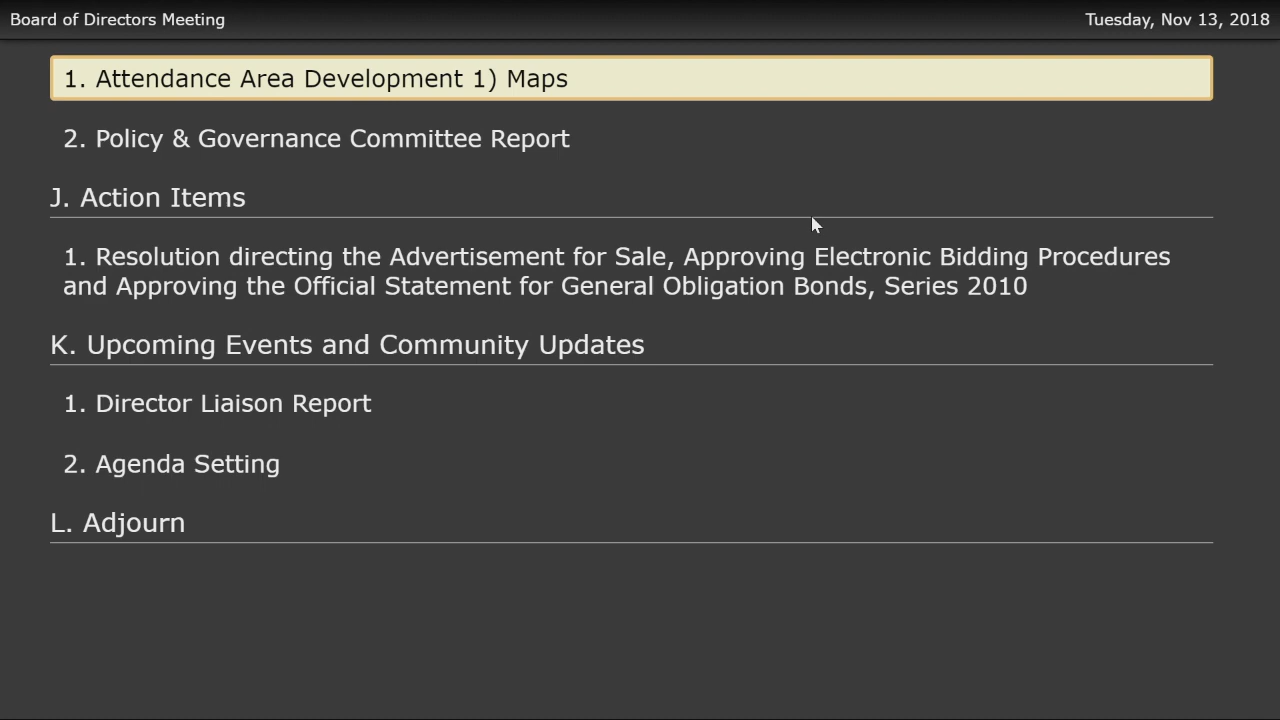 Board of Directors Meeting
Tuesday, Nov 13, 2018
1. Attendance Area Development 1) Maps
2. Policy & Governance Committee Report
J. Action Items
1. Resolution directing the Advertisement for Sale, Approving Electronic Bidding Procedures
and Approving the Official Statement for General Obligation Bonds, Series 2010
K. Upcoming Events and Community Updates
1. Director Liaison Report
2. Agenda Setting
L. Adjourn